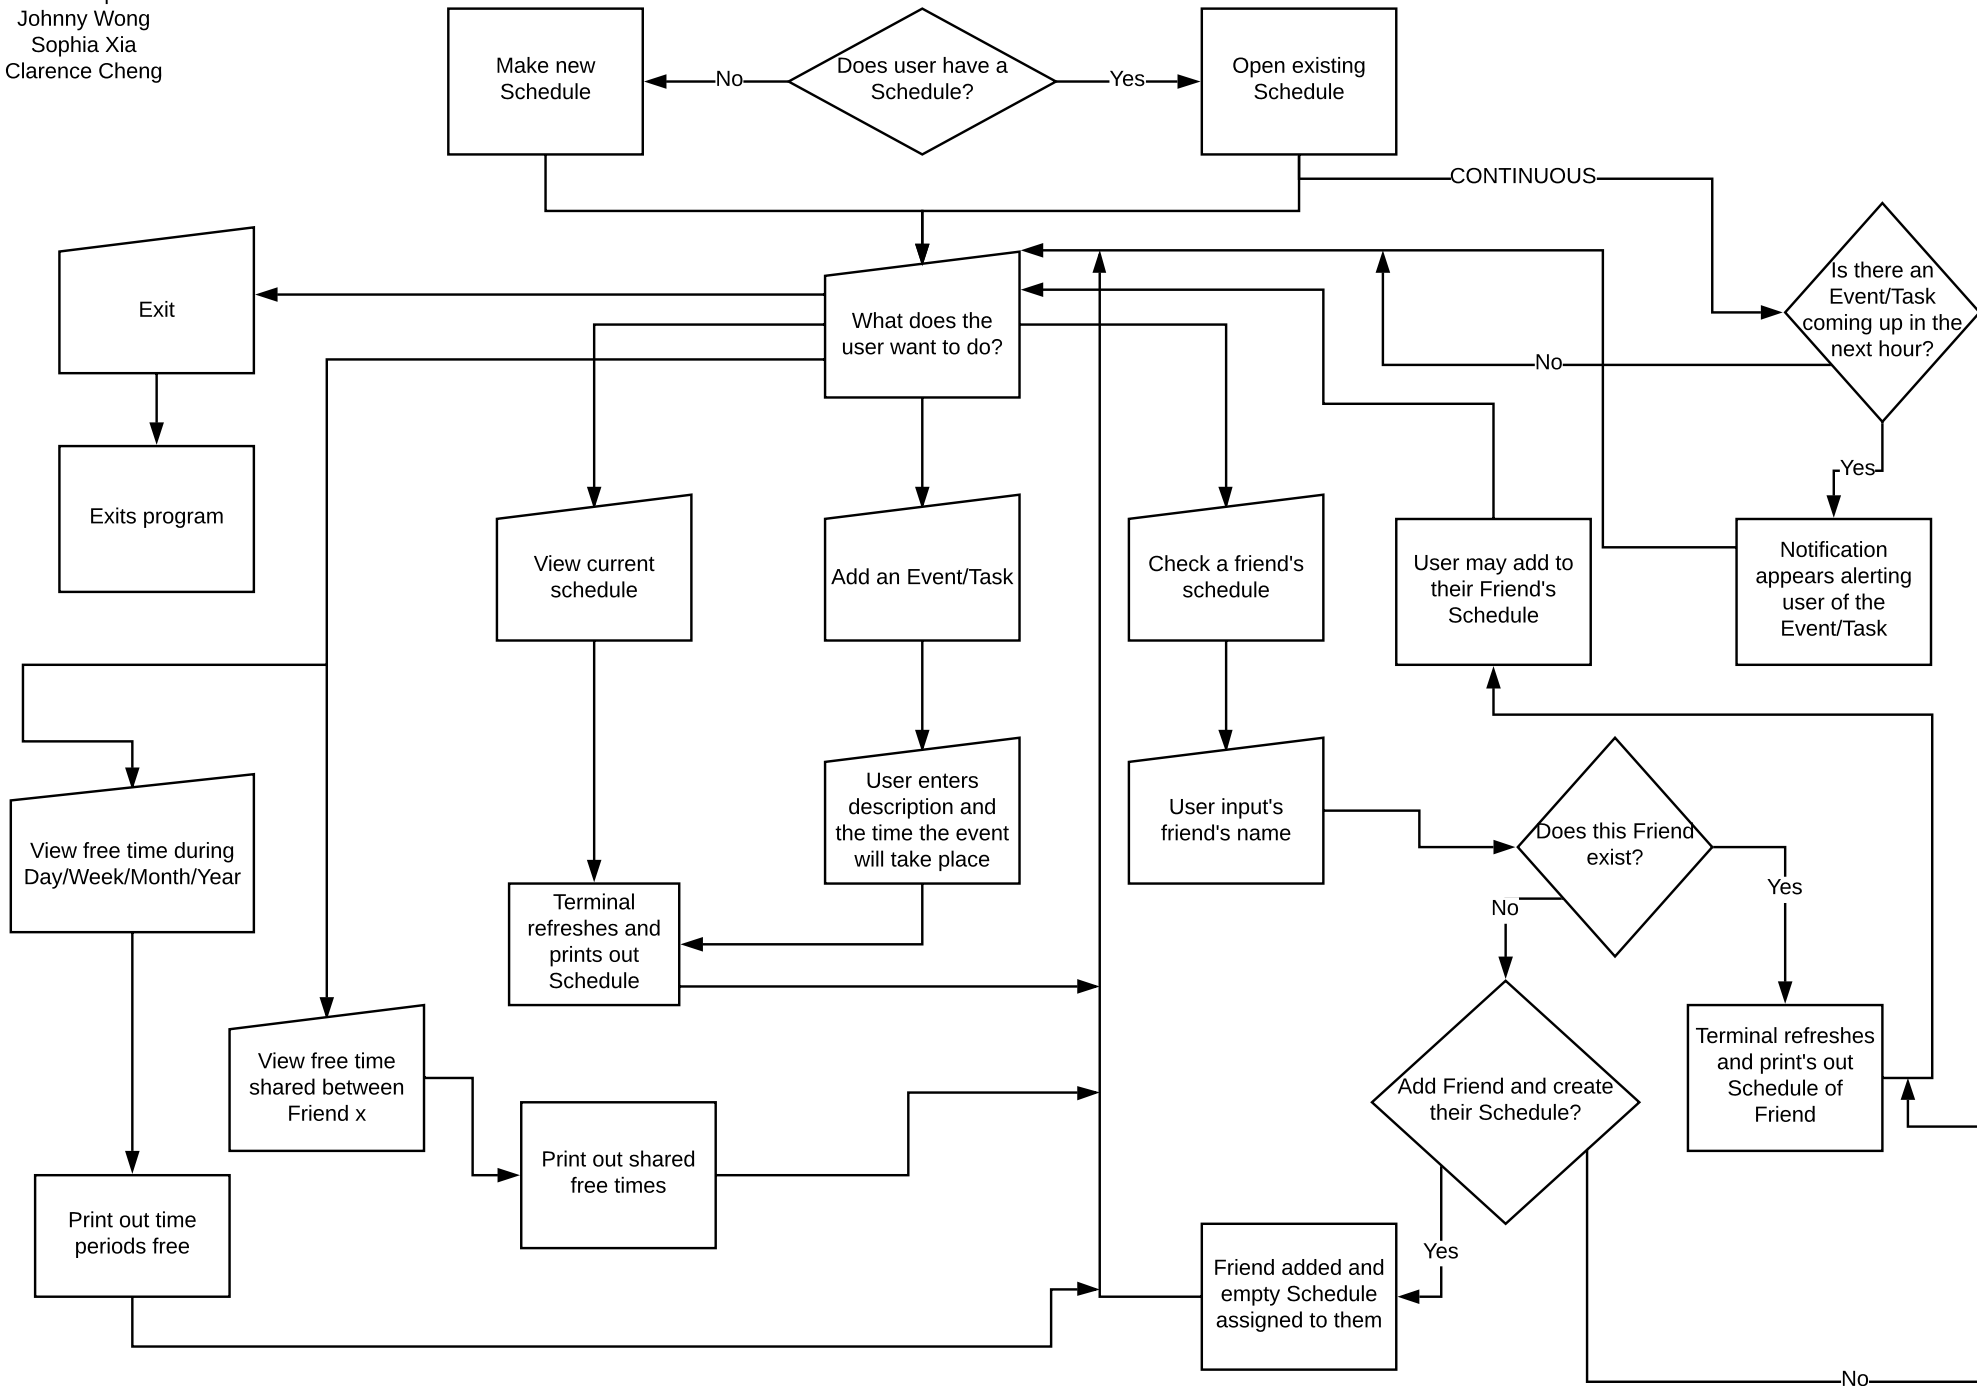 Johnny Wong
Sophia Xia
Clarence Cheng
Make new
Schedule
No
Does user have a
Schedule?
Yes
Open existing
Schedule
CONTINUOUS
Is there an
Event/Task
coming up in the
next hour?
Exit
What does the
user want to do?
No
Yes
Exits program
View current
schedule
Add an Event/Task
Check a friend's
schedule
User may add to
their Friend's
Schedule
Notification
appears alerting
user of the
Event/Task
View free time during
Day/Week/Month/Year
User enters
description and
the time the event
will take place
User input's
friend's name
Does this Friend
exist?
Yes
No
Terminal
refreshes and
prints out
Schedule
View free time
shared between
Friend x
Print out shared
free times
Add Friend and create
their Schedule?
Terminal refreshes
and print's out
Schedule of
Friend
Print out time
periods free
Yes
Friend added and
empty Schedule
assigned to them
No